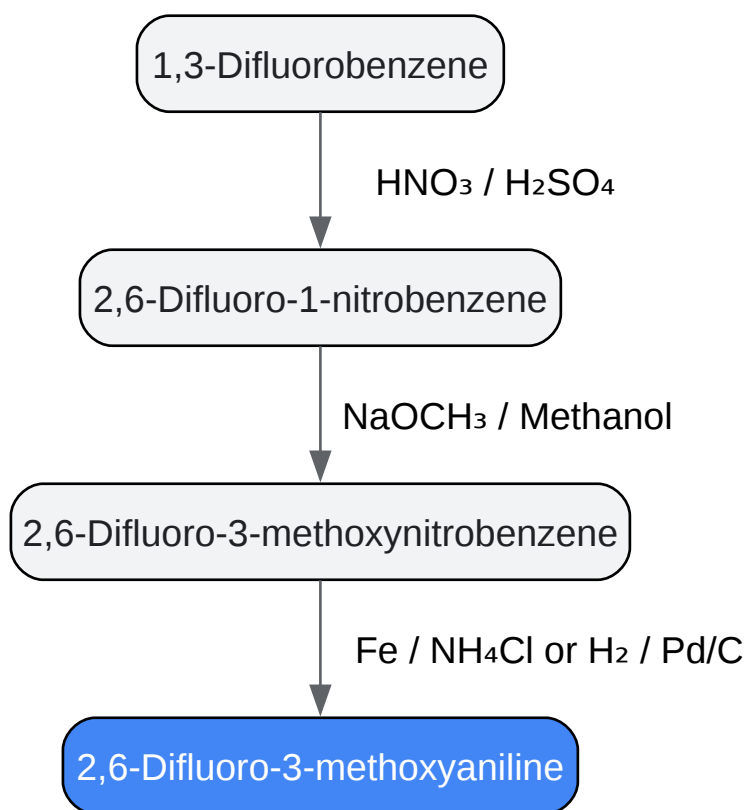 1,3-Difluorobenzene
HNO₃ / H₂SO₄
2,6-Difluoro-1-nitrobenzene
NaOCH₃ / Methanol
2,6-Difluoro-3-methoxynitrobenzene
Fe / NH₄Cl or H₂ / Pd/C
2,6-Difluoro-3-methoxyaniline